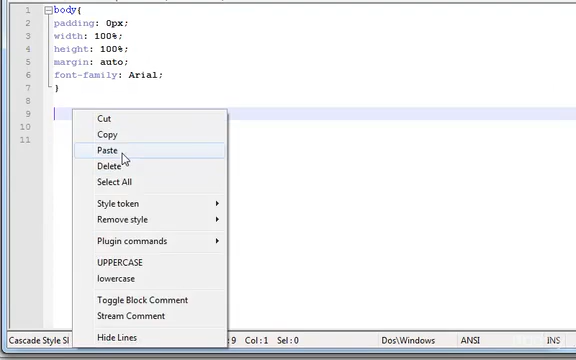 1 body{
2 padding: 0px;
3 width: 100%;
4 height: 100%;
5 margin: auto;
6 font-family: Arial;
7 }
8
9
10
11
Cut
Copy
Paste
Delete
Select All
Style token
Remove style
Plugin commands
UPPERCASE
lowercase
Toggle Block Comment
Stream Comment
Hide Lines
Cascade Style Sl : 9 Col : 1 Sel : 0 Dos\Windows ANSI INS